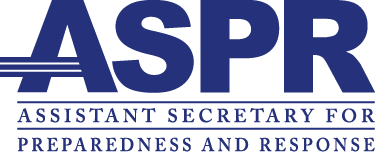 ASPR
ASSISTANT SECRETARY FOR
PREPAREDNESS AND RESPONSE